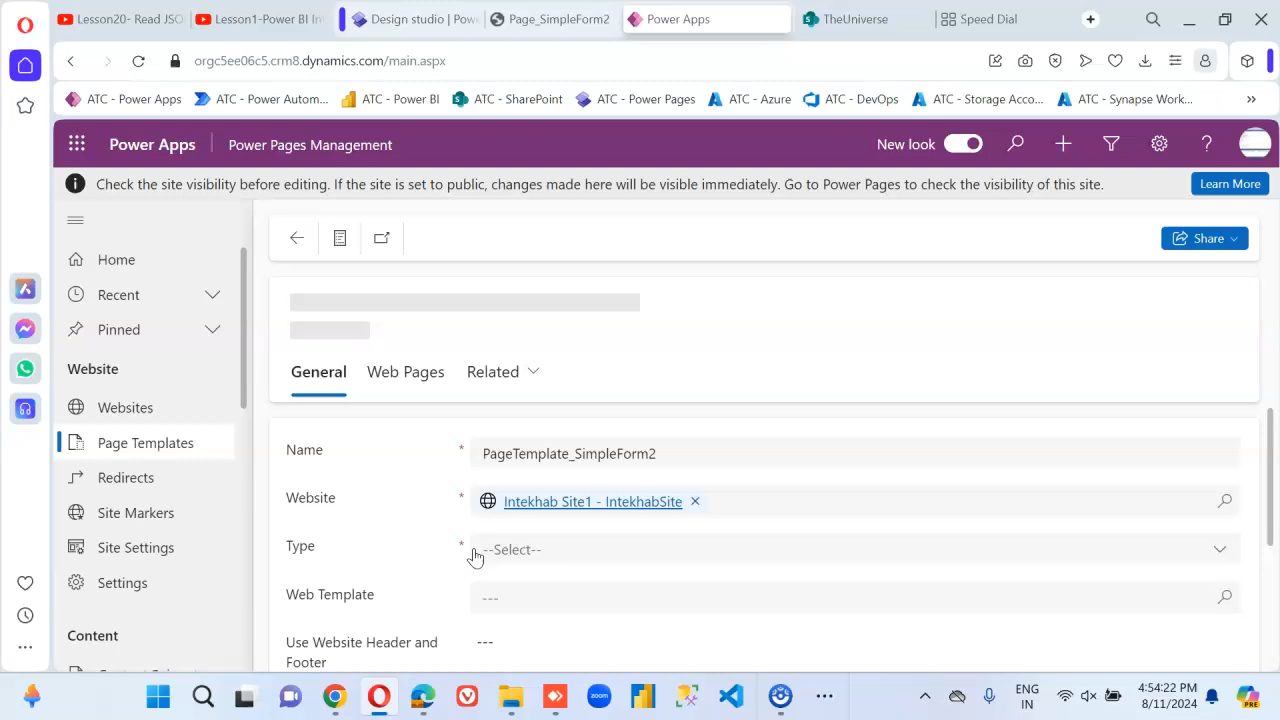 Lesson20- Read JSO
Lesson1-Power BI In
Design studio | Pow
Page_SimpleForm2
Power Apps
TheUniverse
Speed Dial
orgc5ee06c5.crm8.dynamics.com/main.aspx
ATC - Power Apps
ATC - Power Autom...
ATC - Power BI
ATC - SharePoint
ATC - Power Pages
ATC - Azure
ATC - DevOps
ATC - Storage Acco...
ATC - Synapse Work...
Power Apps
Power Pages Management
New look
Check the site visibility before editing. If the site is set to public, changes made here will be visible immediately. Go to Power Pages to check the visibility of this site.
Learn More
Share
Home
Recent
Pinned
Website
Websites
Page Templates
Redirects
Site Markers
Site Settings
Settings
Content
General
Web Pages
Related
Name *
PageTemplate_SimpleForm2
Website *
Intekhab Site1 - IntekhabSite
Type *
--Select--
Web Template
---
Use Website Header and
Footer
---
zoom
ENG
IN
4:54:22 PM
8/11/2024
PRE